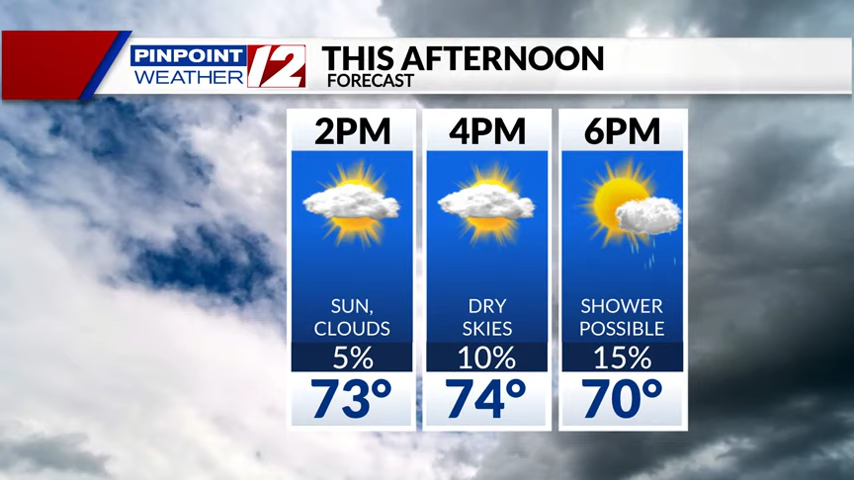 PINPOINT
WEATHER 12
THIS AFTERNOON
FORECAST
2PM
SUN,
CLOUDS
5%
73°
4PM
DRY
SKIES
10%
74°
6PM
SHOWER
POSSIBLE
15%
70°